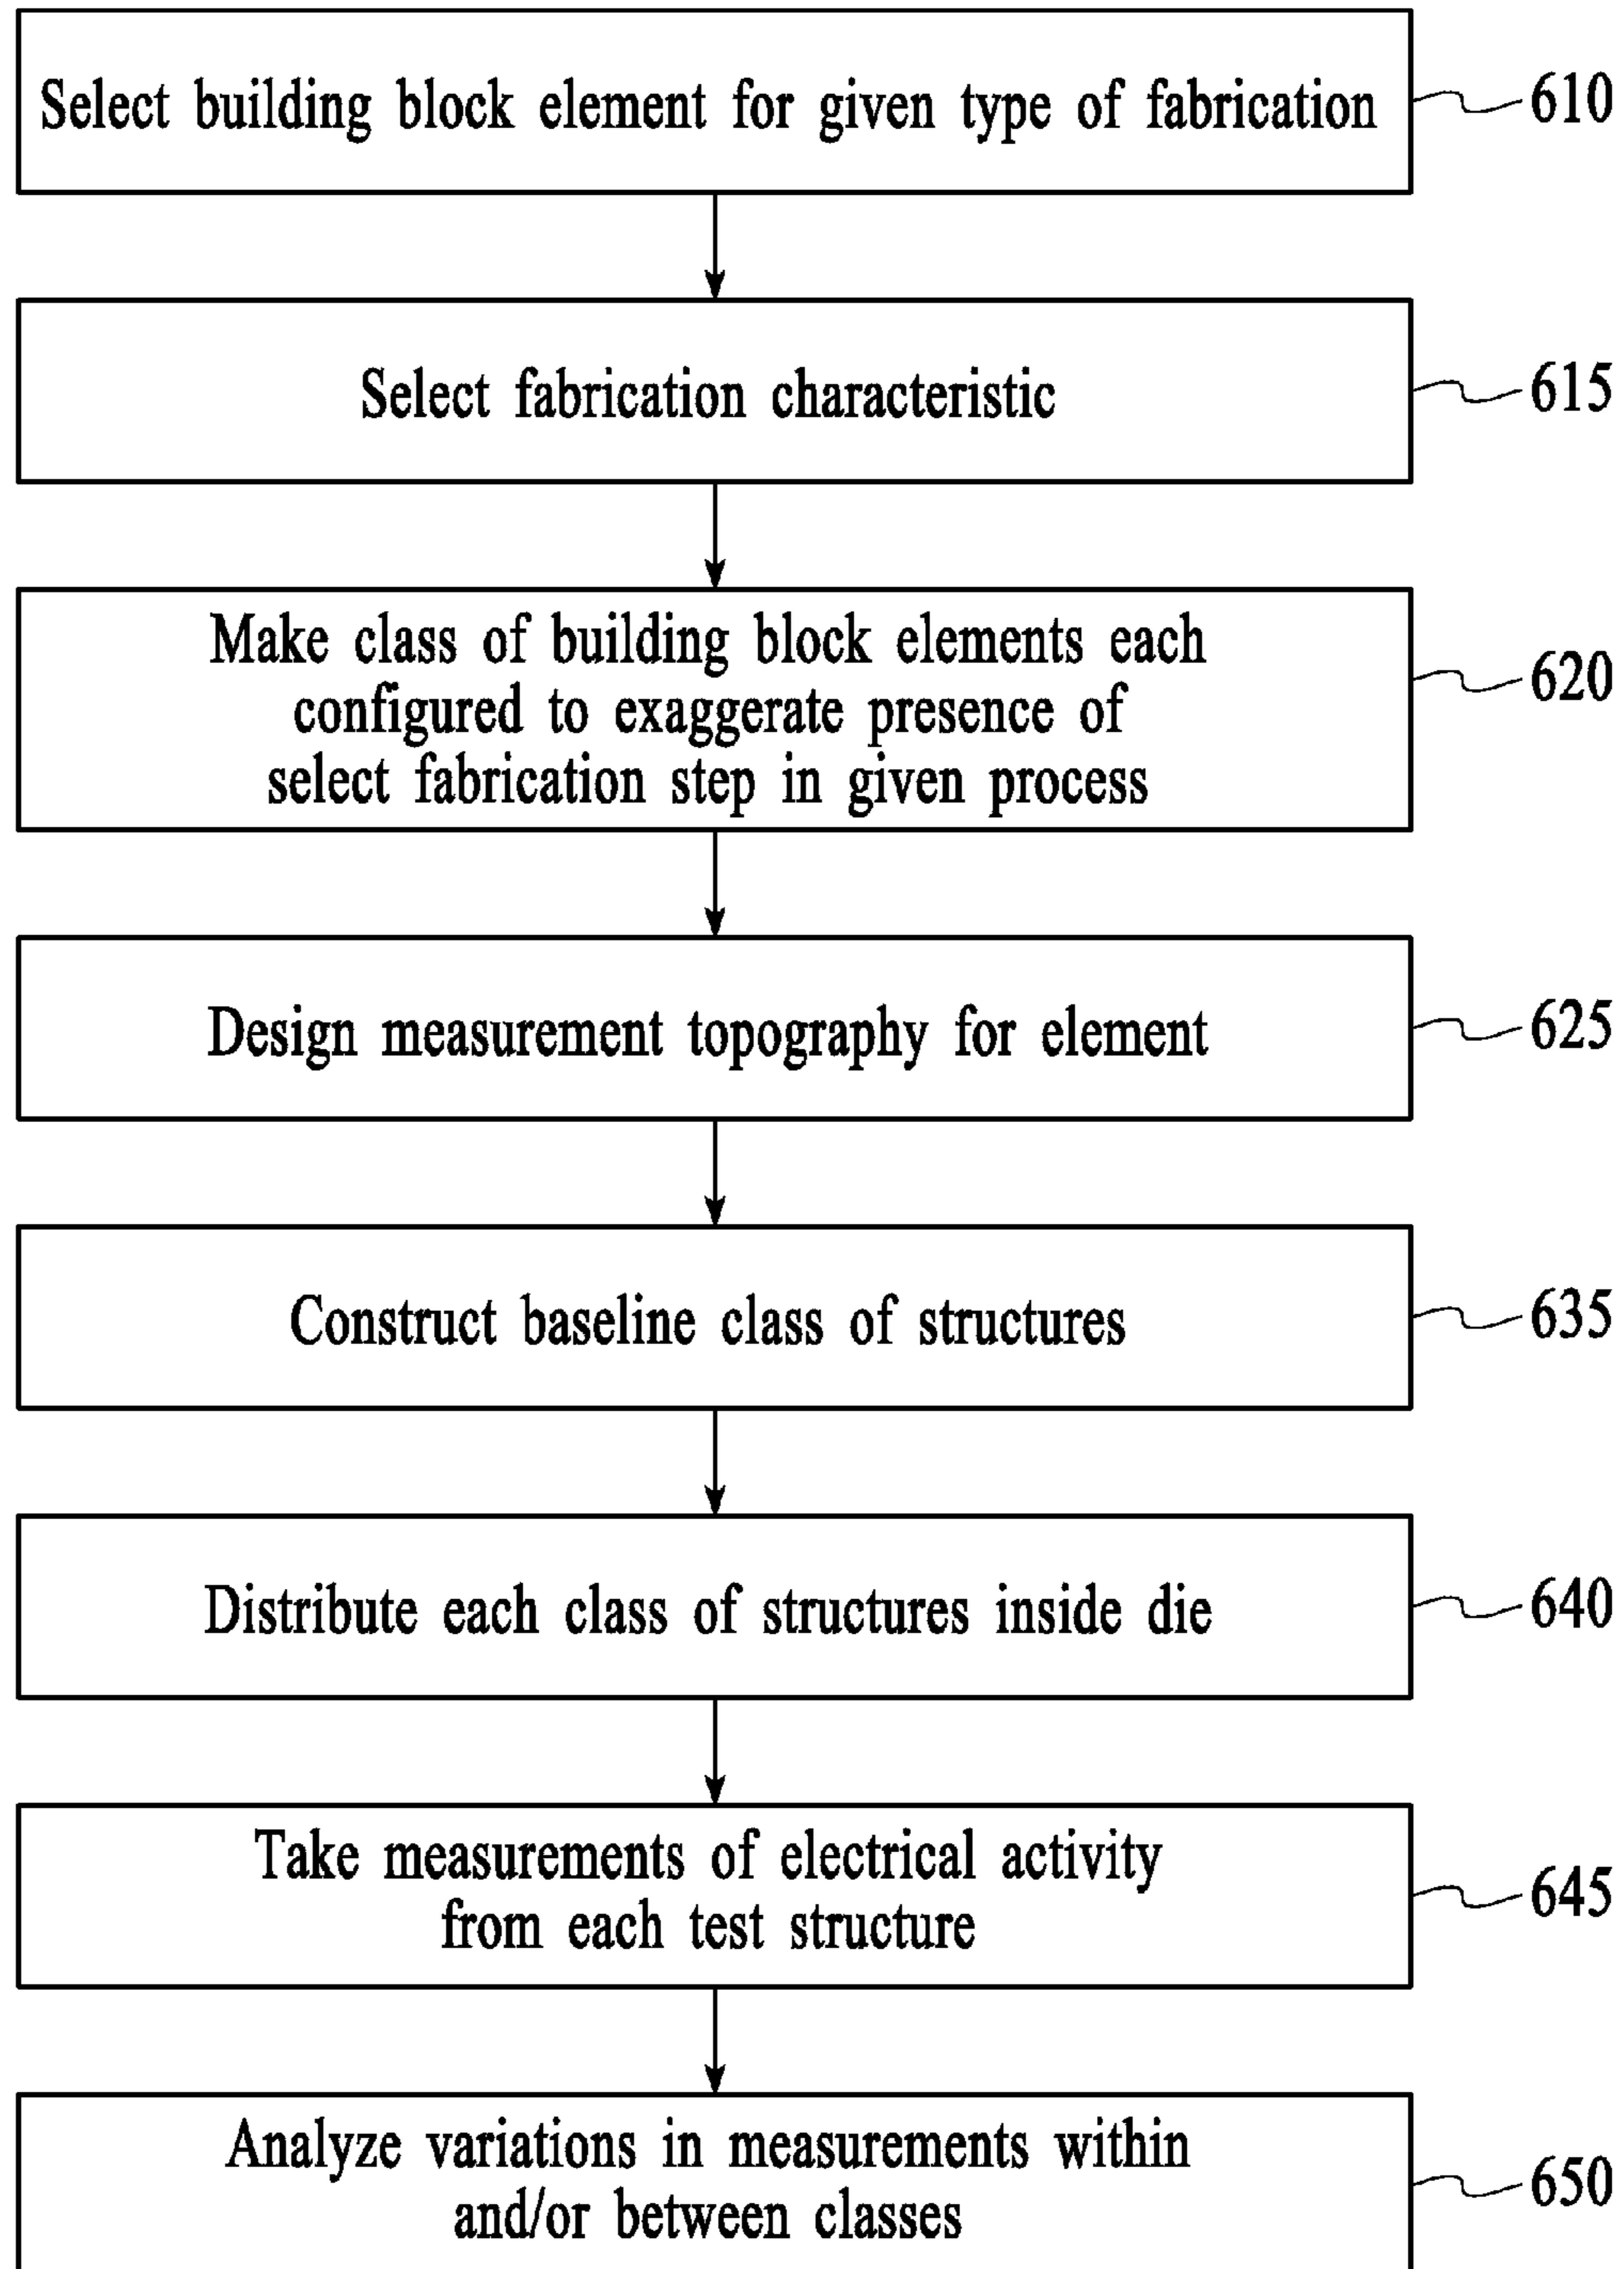 Select building block element for given type of fabrication
610
Select fabrication characteristic
615
Make class of building block elements each
configured to exaggerate presence of
select fabrication step in given process
620
Design measurement topography for element
625
Construct baseline class of structures
635
Distribute each class of structures inside die
640
Take measurements of electrical activity
from each test structure
645
Analyze variations in measurements within
and/or between classes
650